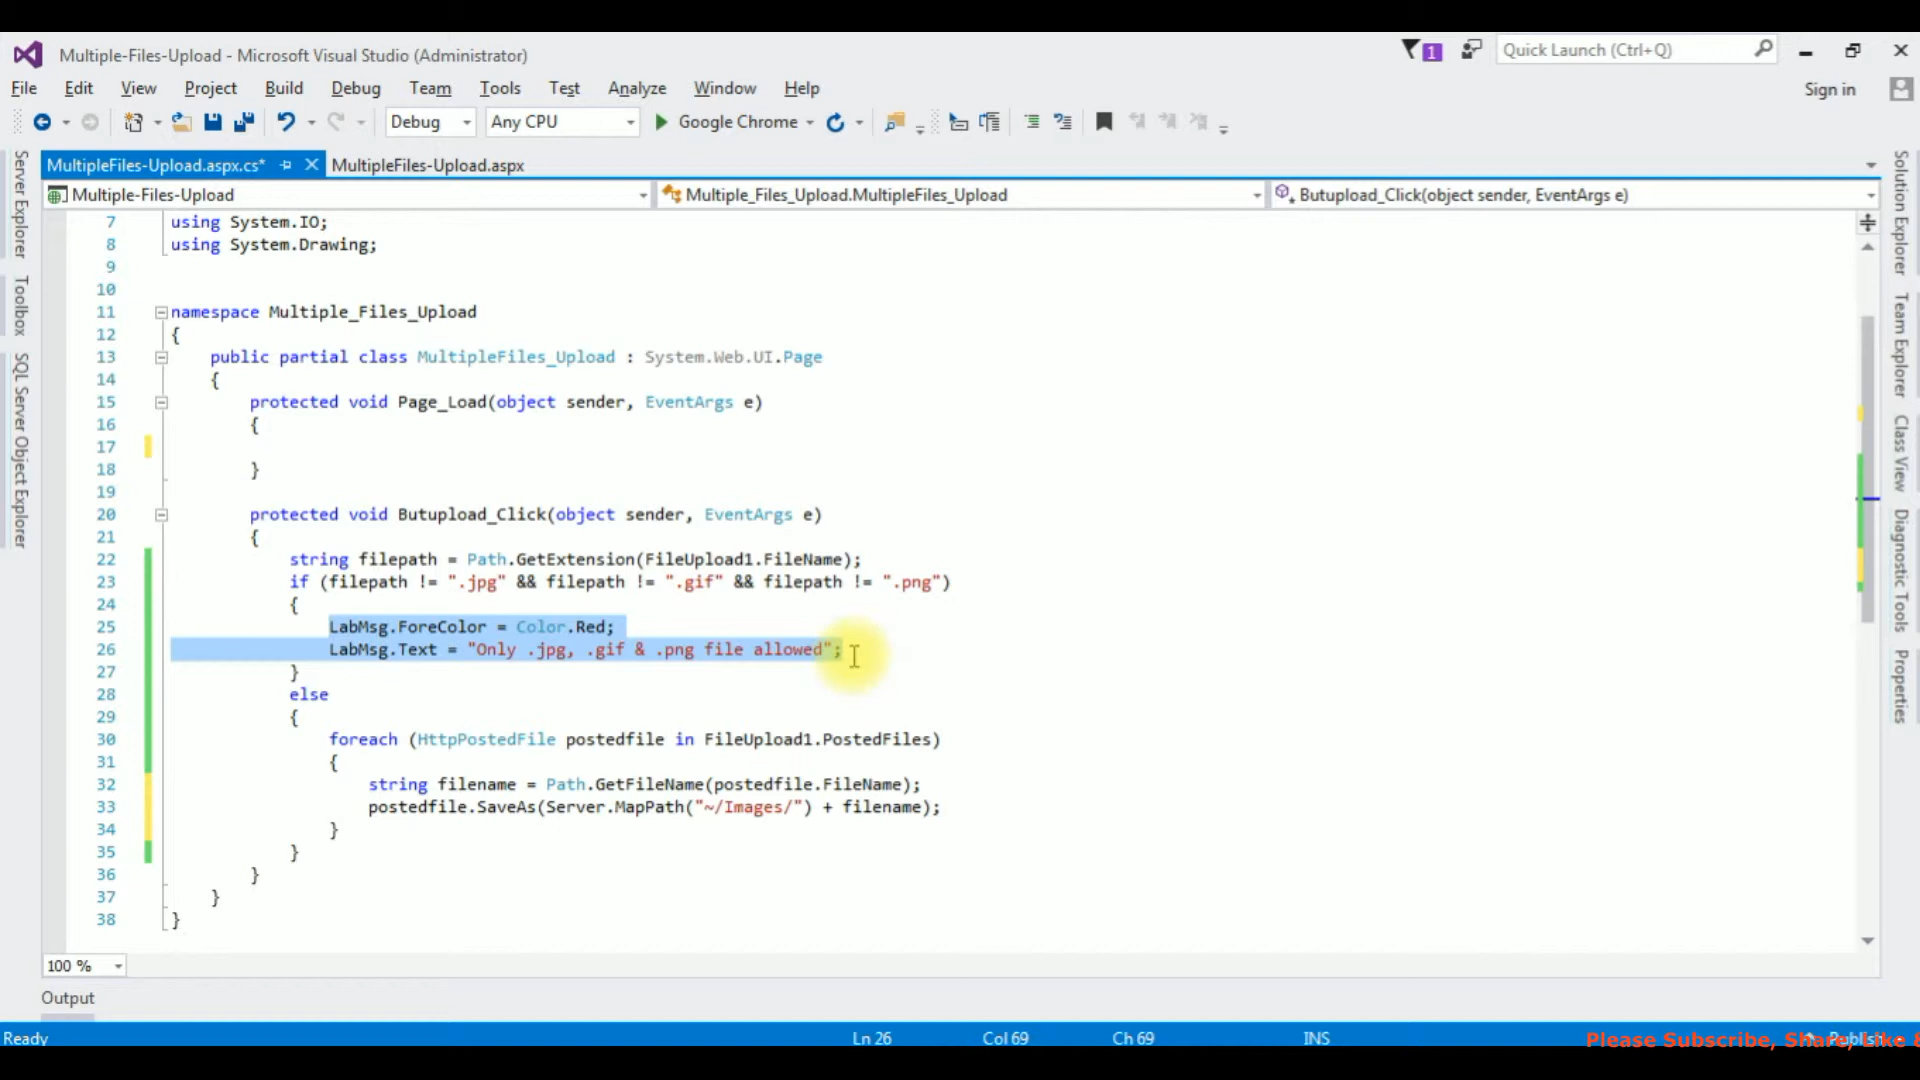 Multiple-Files-Upload - Microsoft Visual Studio (Administrator)
1
Quick Launch (Ctrl+Q)
File Edit View Project Build Debug Team Tools Test Analyze Window Help
Sign in
Debug Any CPU Google Chrome
MultipleFiles-Upload.aspx.cs* MultipleFiles-Upload.aspx
Multiple-Files-Upload Multiple_Files_Upload.MultipleFiles_Upload Butupload_Click(object sender, EventArgs e)
Server Explorer
Toolbox
SQL Server Object Explorer
7 using System.IO;
8 using System.Drawing;
9
10
11 namespace Multiple_Files_Upload
12 {
13 public partial class MultipleFiles_Upload : System.Web.UI.Page
14 {
15 protected void Page_Load(object sender, EventArgs e)
16 {
17
18 }
19
20 protected void Butupload_Click(object sender, EventArgs e)
21 {
22 string filepath = Path.GetExtension(FileUpload1.FileName);
23 if (filepath != ".jpg" && filepath != ".gif" && filepath != ".png")
24 {
25 LabMsg.ForeColor = Color.Red;
26 LabMsg.Text = "Only .jpg, .gif & .png file allowed";
27 }
28 else
29 {
30 foreach (HttpPostedFile postedfile in FileUpload1.PostedFiles)
31 {
32 string filename = Path.GetFileName(postedfile.FileName);
33 postedfile.SaveAs(Server.MapPath("~/Images/") + filename);
34 }
35 }
36 }
37 }
38 }
Solution Explorer
Team Explorer
Class View
Diagnostic Tools
Properties
100 %
Output
Ready Ln 26 Col 69 Ch 69 INS
Please Subscribe, Share, Like &